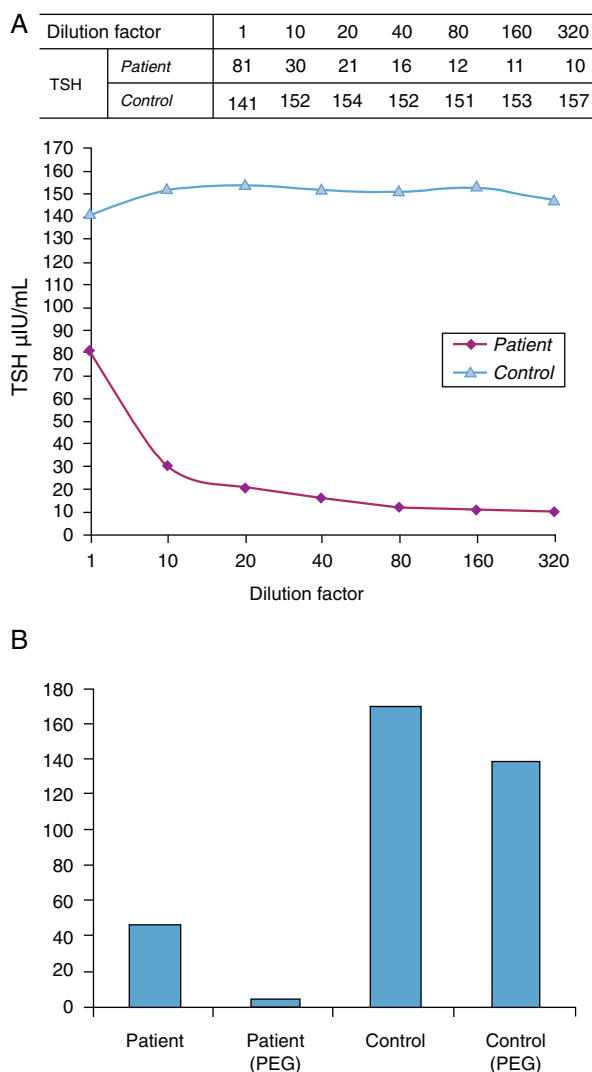 A
Dilution factor 1 10 20 40 80 160 320
TSH Patient 81 30 21 16 12 11 10
Control 141 152 154 152 151 153 157
170
160
150
140
130
120
110
100
90
80
70
60
50
40
30
20
10
0
TSH µIU/mL
Patient
Control
1 10 20 40 80 160 320
Dilution factor
B
180
160
140
120
100
80
60
40
20
0
Patient Patient Control Control
(PEG) (PEG)